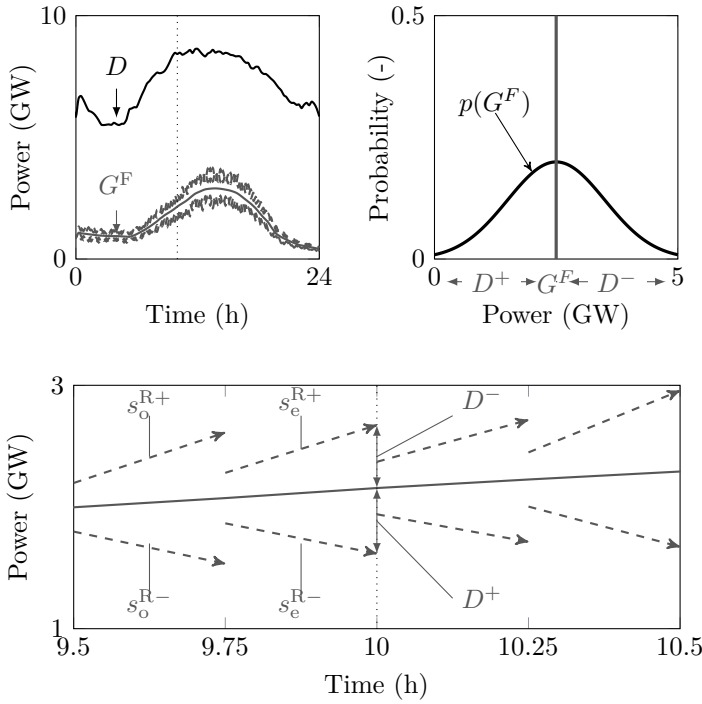 10
D
G^F
0
0
24
Time (h)
Power (GW)
0.5
p(G^F)
0
0
5
D^+
G^F
D^−
Power (GW)
Probability (-)
3
s_o^{R+}
s_e^{R+}
D^−
s_o^{R−}
s_e^{R−}
D^+
1
9.5
9.75
10
10.25
10.5
Time (h)
Power (GW)